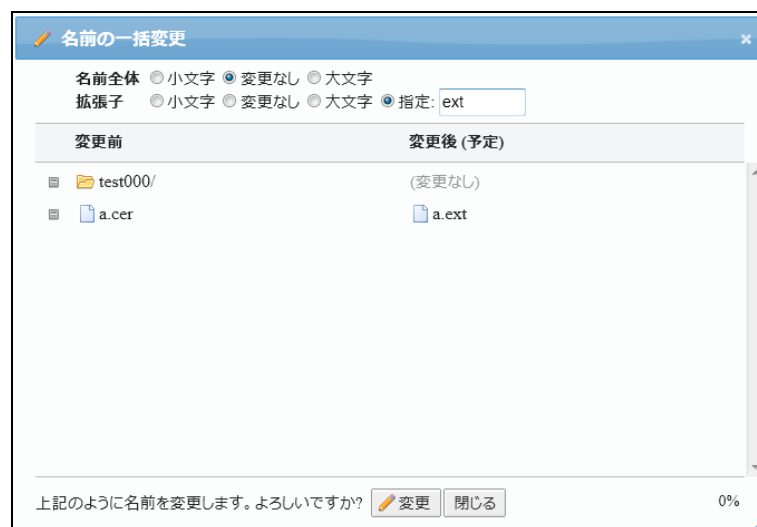 名前の一括変更
名前全体 小文字 変更なし 大文字
拡張子 小文字 変更なし 大文字 指定: ext
変更前 変更後 (予定)
test000/ (変更なし)
a.cer a.ext
上記のように名前を変更します。よろしいですか? 変更 閉じる 0%